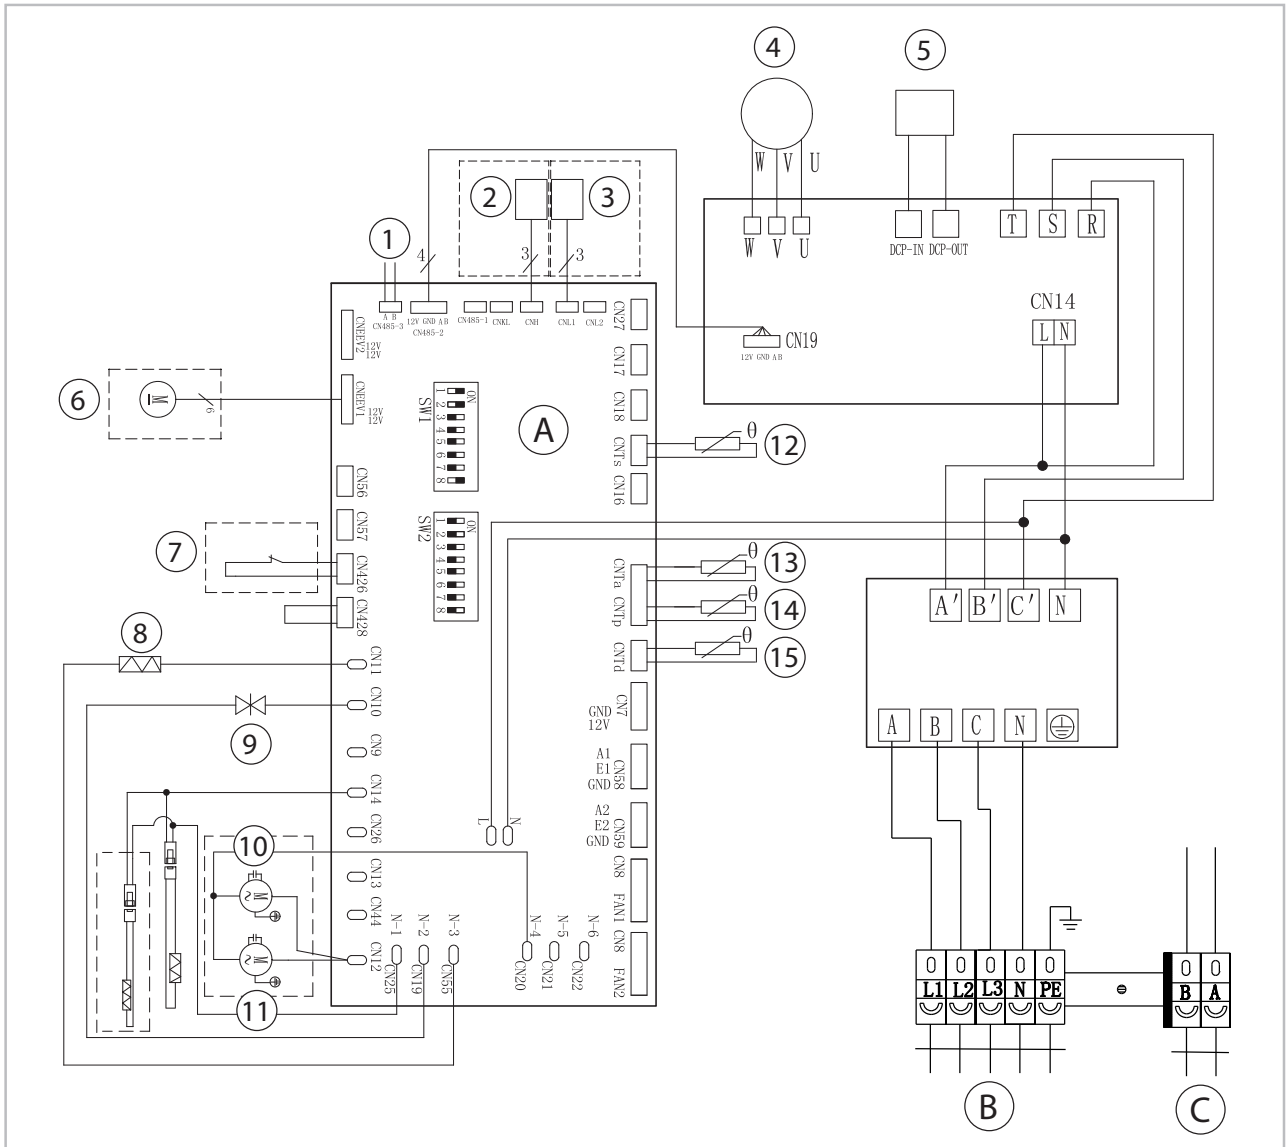 4
5
W V U
W V U
DCP-IN DCP-OUT
T S R
CN14
L N
CN19
12V GND A B
1
2
3
4
3
3
A B
CN485-3
12V GND A B
CN485-2
CN485-1
CNKL
CNH
CNL1
CNL2
CN27
CN17
CN18
CNTs
CN16
CNTa
CNTp
CNTd
CN7
GND
12V
A1
E1
GND
CN58
A2
E2
GND
CN59
CN8
FAN1
CN8
FAN2
CNEEV2
12V
12V
CNEEV1
12V
12V
6
M
6
SW1
ON
1 2 3 4 5 6 7 8
A
SW2
ON
1 2 3 4 5 6 7 8
CN56
CN57
7
CN426
CN428
8
CN11
CN10
9
CN9
CN14
CN26
CN13
CN44
CN12
10
M
~
M
~
11
L N
N-1
CN25
N-2
CN19
N-3
CN55
N-4
CN20
N-5
CN21
N-6
CN22
θ
12
θ
13
θ
14
θ
15
A' B' C' N
A B C N
L1 L2 L3 N PE
B A
B
C